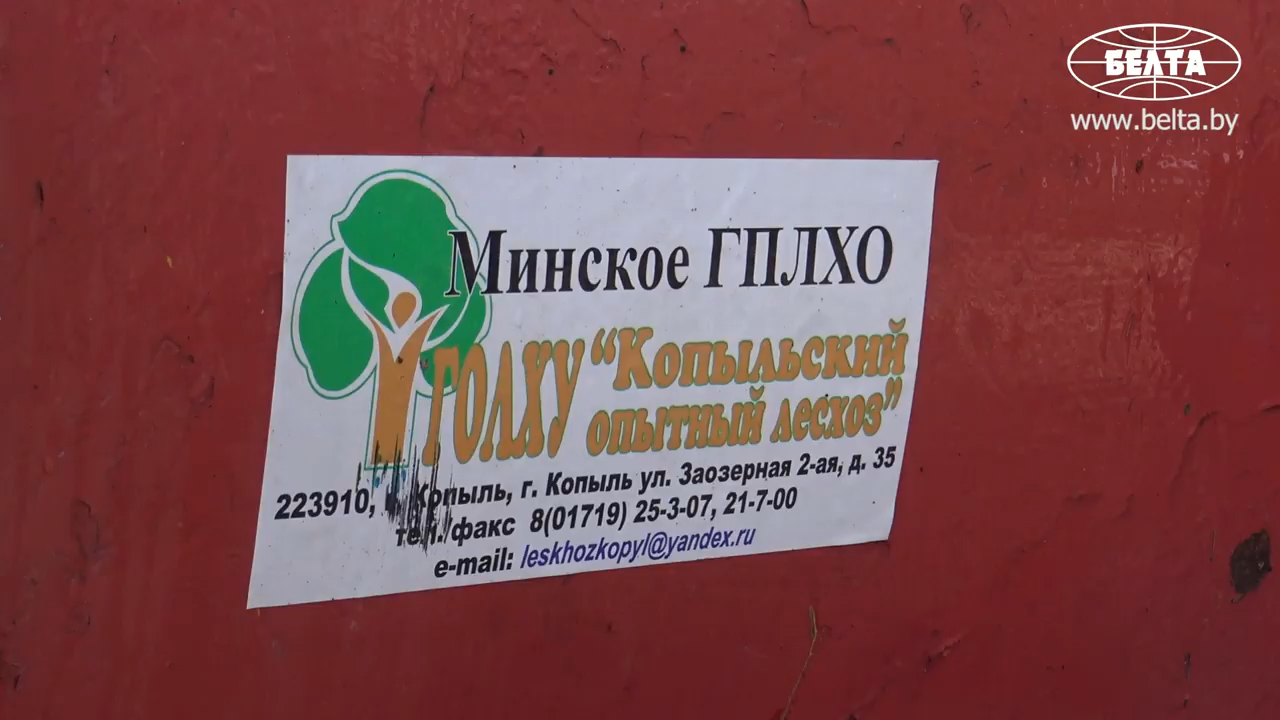 БЕЛТА
www.belta.by
Минское ГПЛХО
ГОЛХУ “Копыльский
опытный лесхоз”
223910, Копыль, г. Копыль ул. Заозерная 2-ая, д. 35
тел./факс 8(01719) 25-3-07, 21-7-00
e-mail: leskhozkopyl@yandex.ru